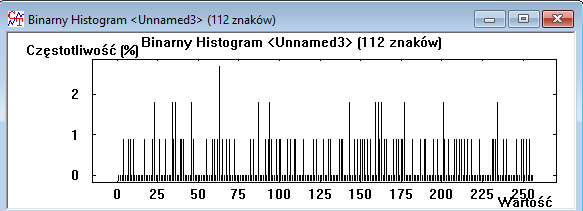 Binarny Histogram <Unnamed3> (112 znaków)
Binarny Histogram <Unnamed3> (112 znaków)
Częstotliwość (%)
2
1
0
0 25 50 75 100 125 150 175 200 225 250
Wartość